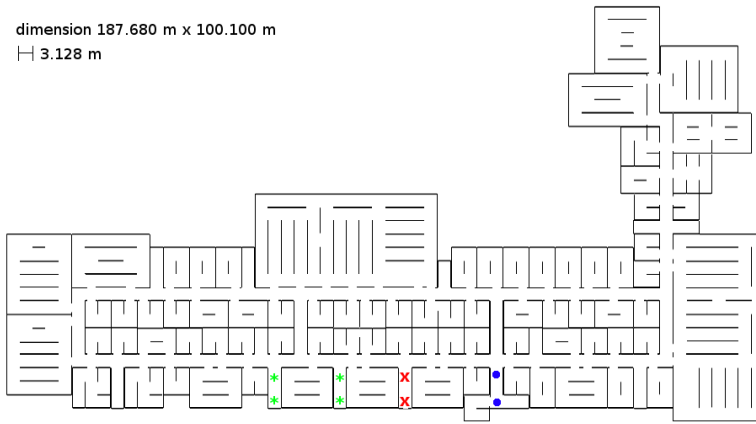 dimension 187.680 m x 100.100 m
3.128 m
* * x
* * x